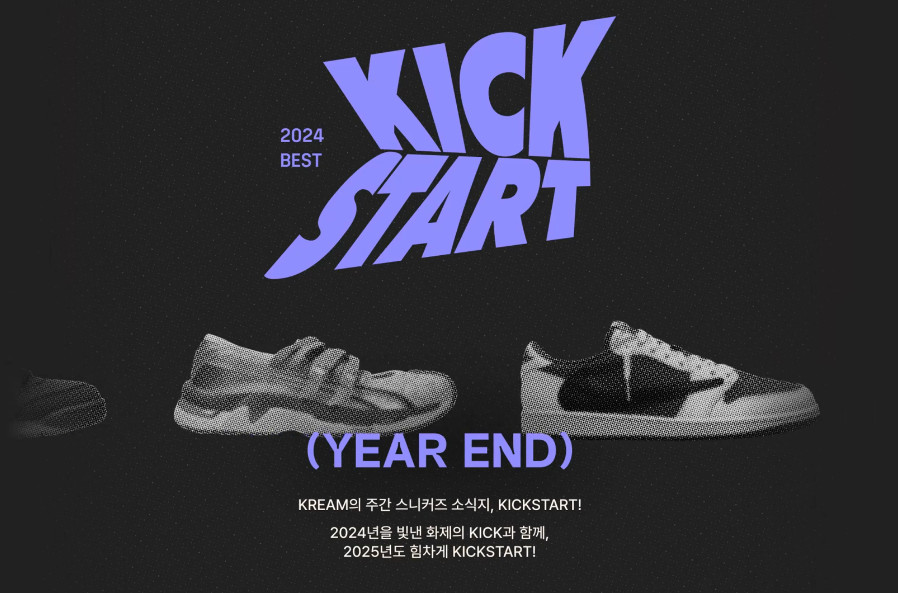 KICK
START
2024
BEST
(YEAR END)
KREAM의 주간 스니커즈 소식지, KICKSTART!
2024년을 빛낸 화제의 KICK과 함께,
2025년도 힘차게 KICKSTART!